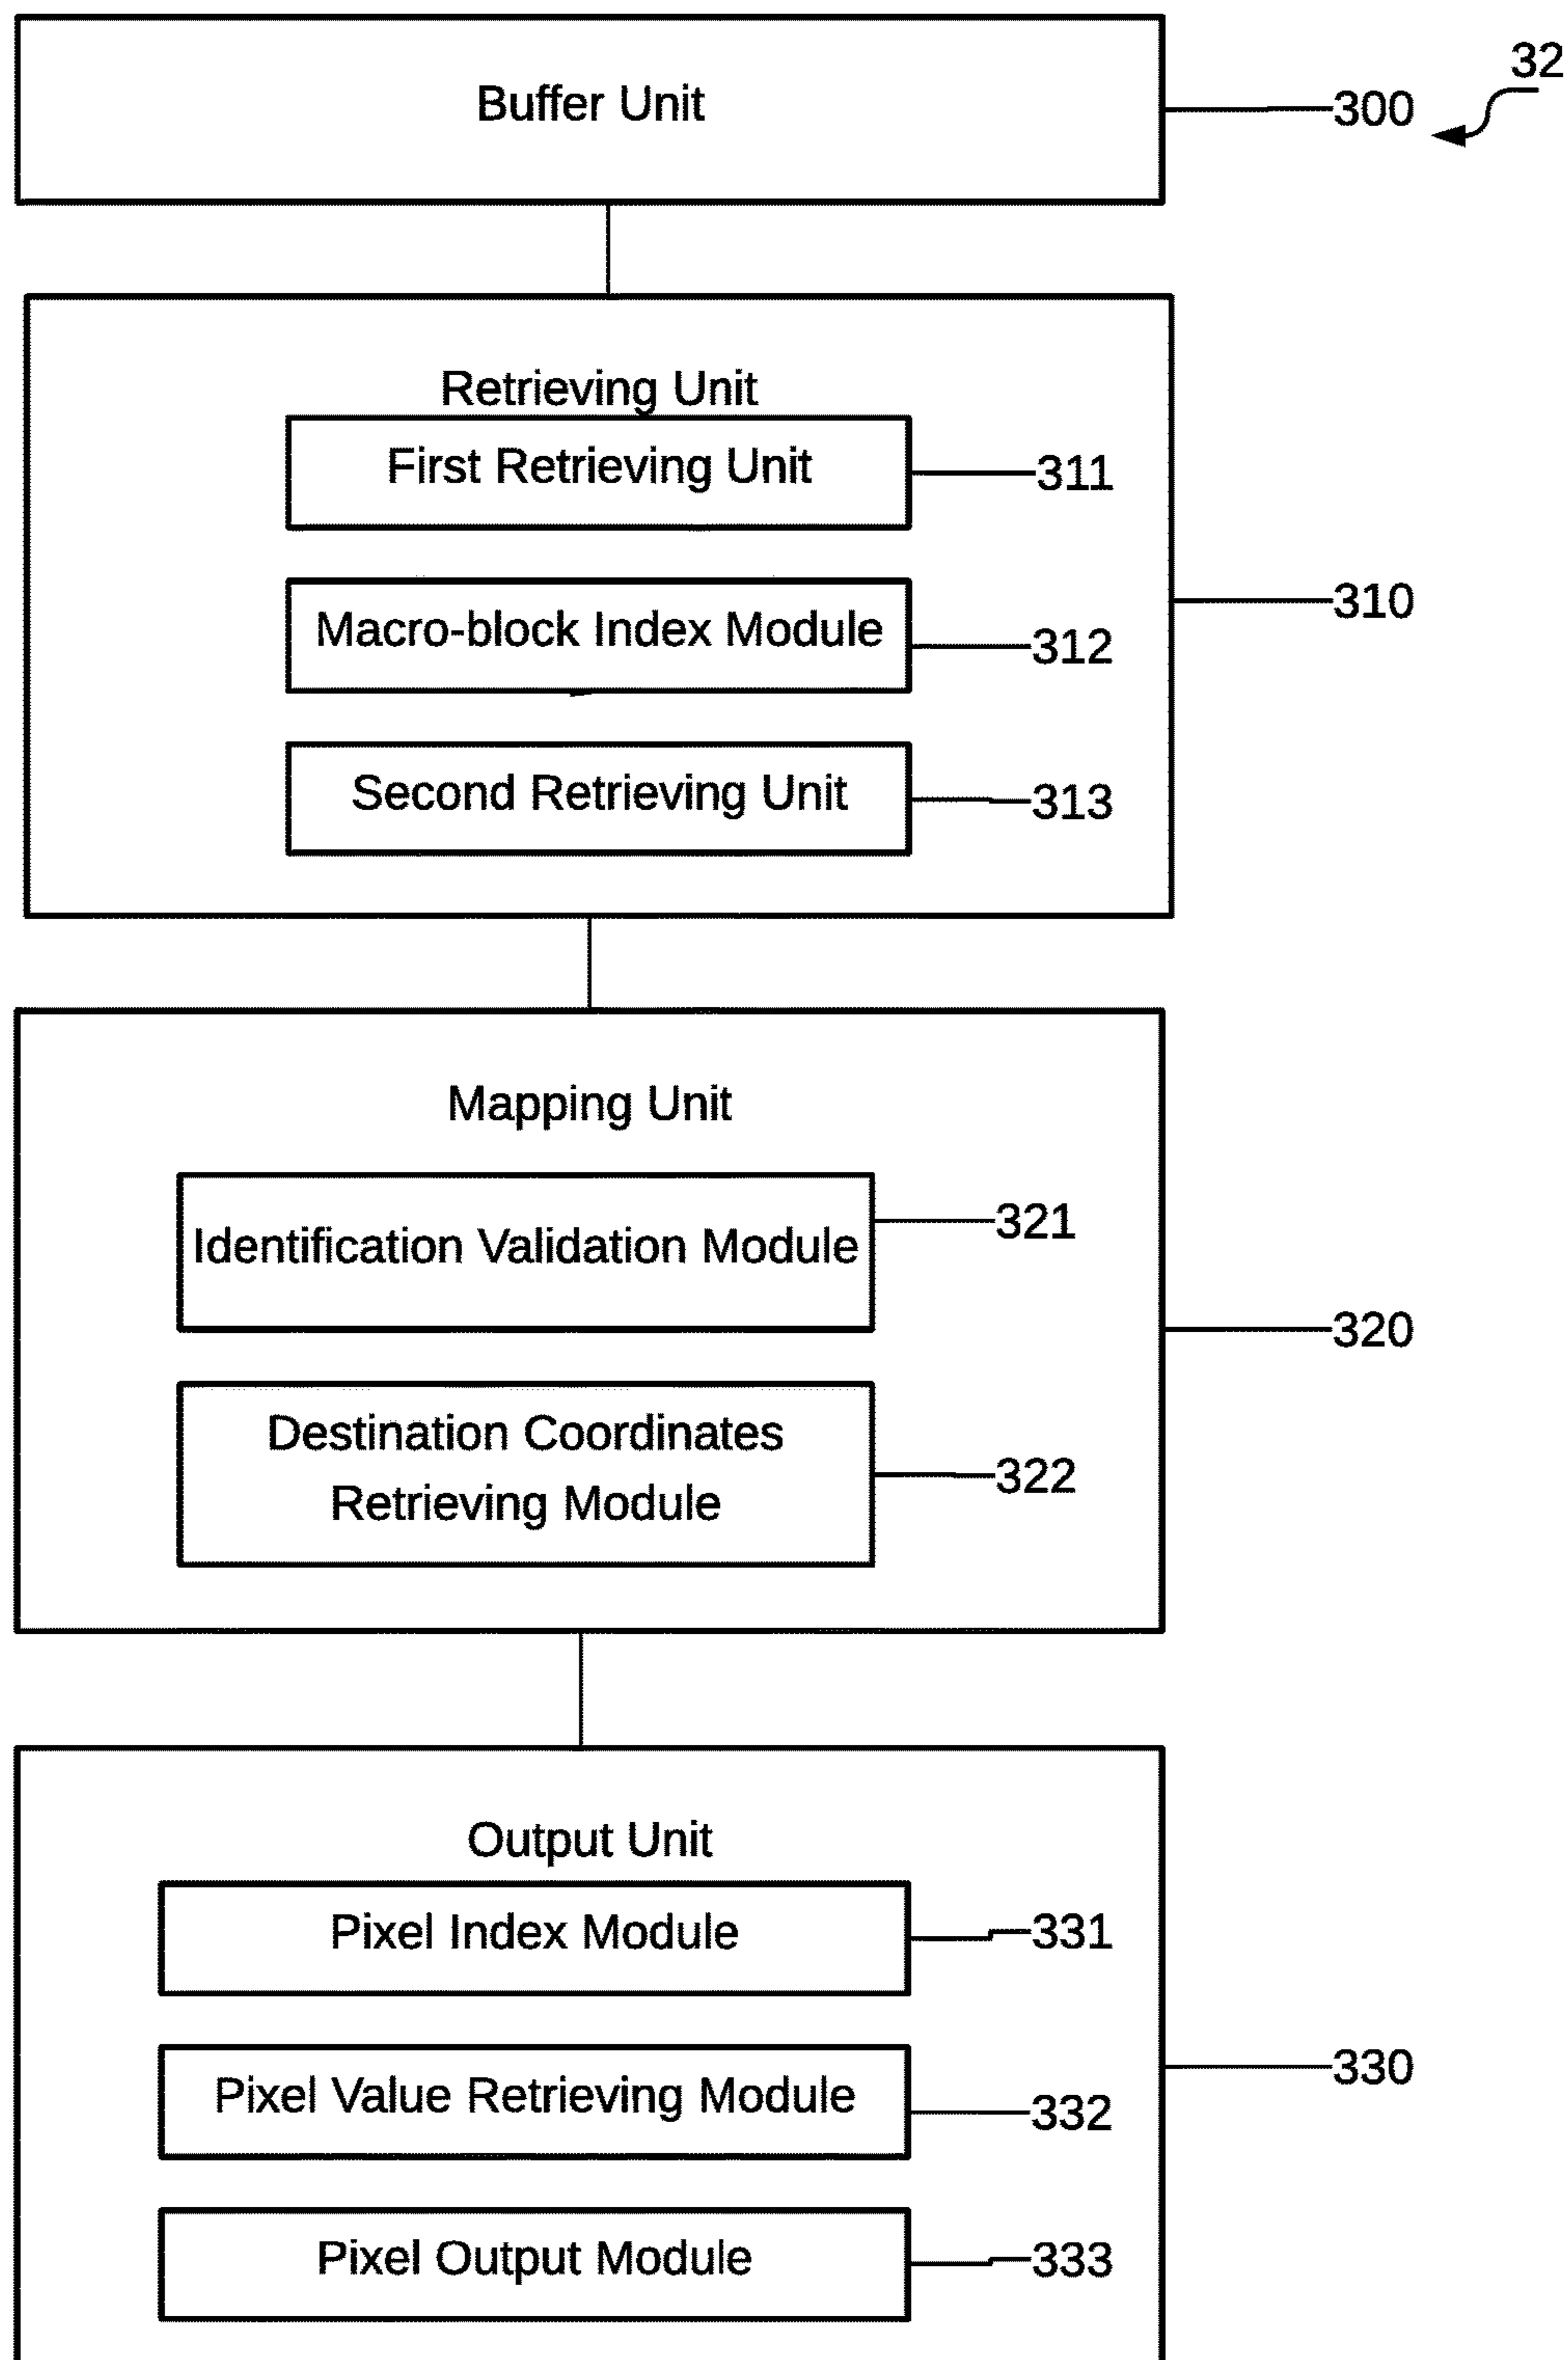 32
Buffer Unit
300
Retrieving Unit
First Retrieving Unit
311
Macro-block Index Module
312
Second Retrieving Unit
313
310
Mapping Unit
Identification Validation Module
321
Destination Coordinates
Retrieving Module
322
320
Output Unit
Pixel Index Module
331
Pixel Value Retrieving Module
332
Pixel Output Module
333
330